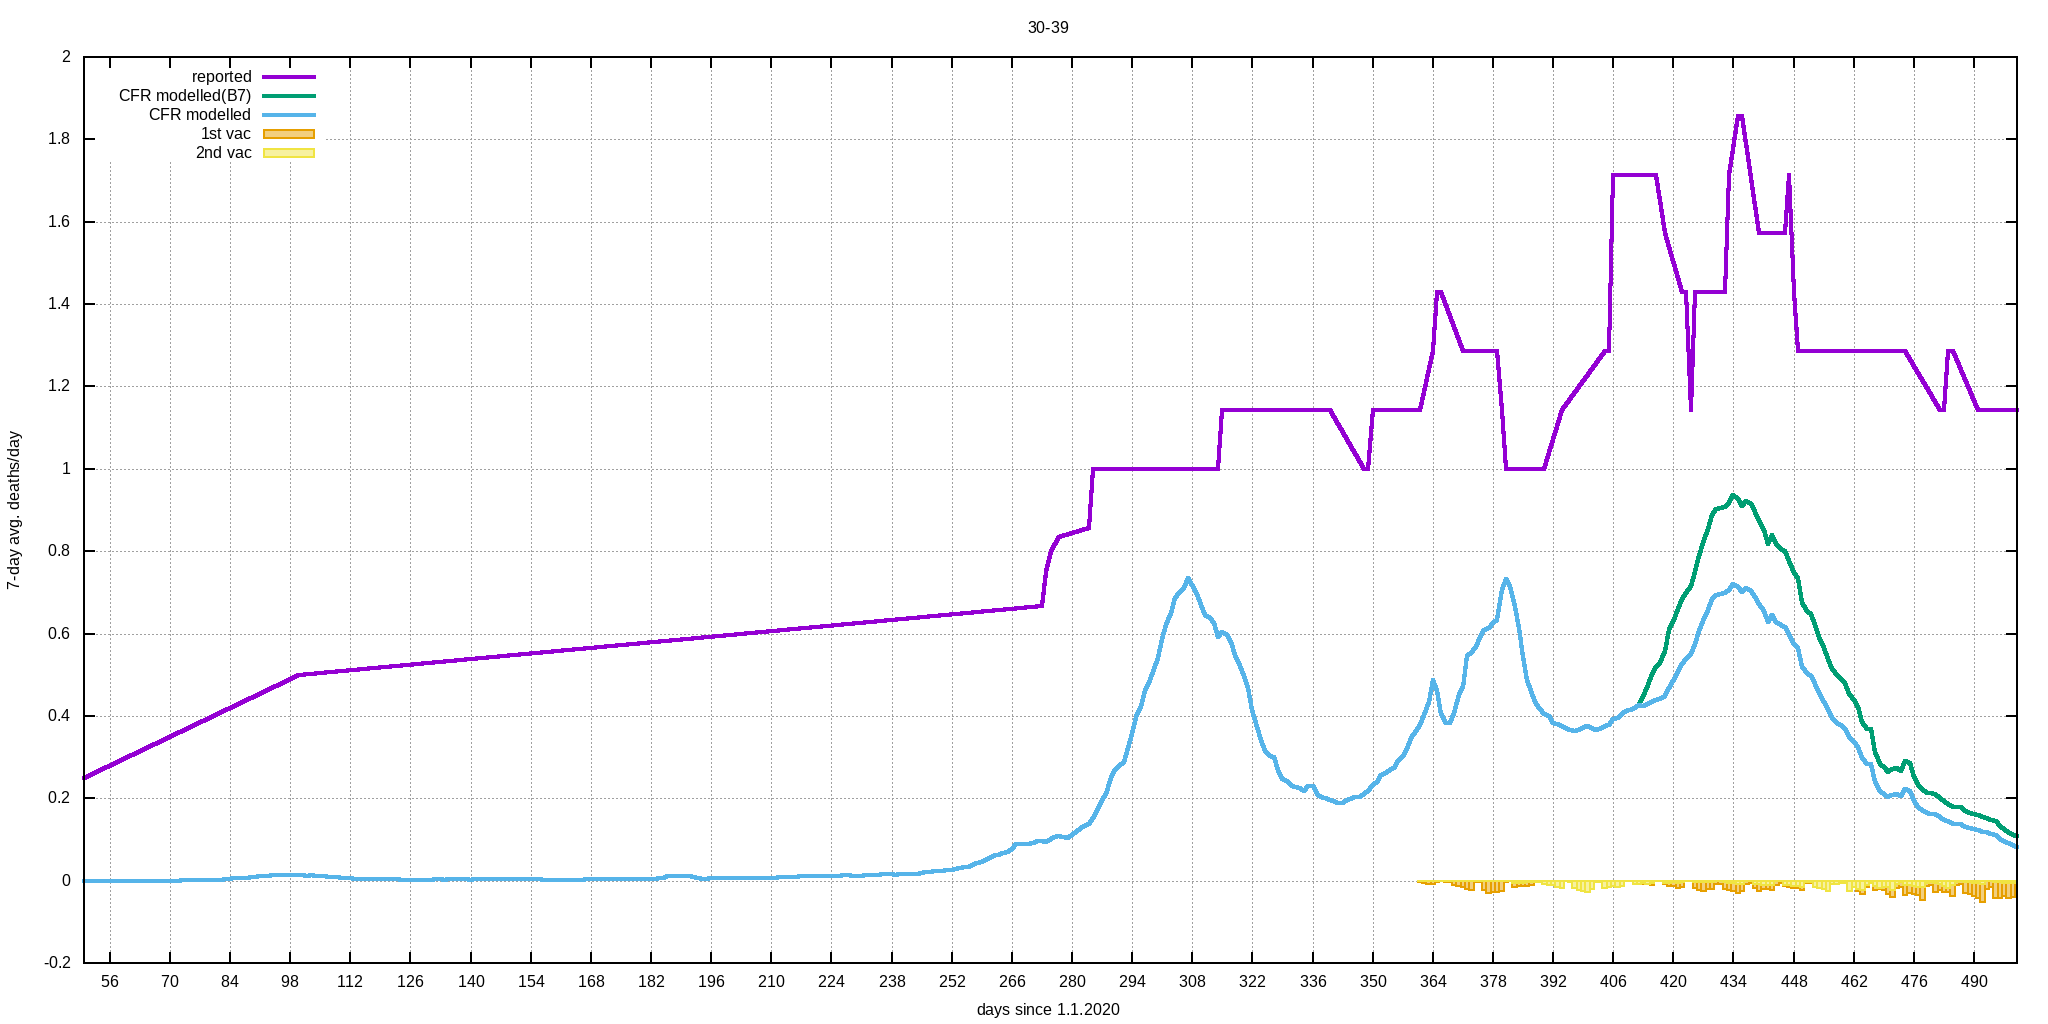 30-39
2
1.8
1.6
1.4
1.2
1
0.8
0.6
0.4
0.2
0
-0.2
reported
CFR modelled(B7)
CFR modelled
1st vac
2nd vac
7-day avg. deaths/day
56 70 84 98 112 126 140 154 168 182 196 210 224 238 252 266 280 294 308 322 336 350 364 378 392 406 420 434 448 462 476 490
days since 1.1.2020